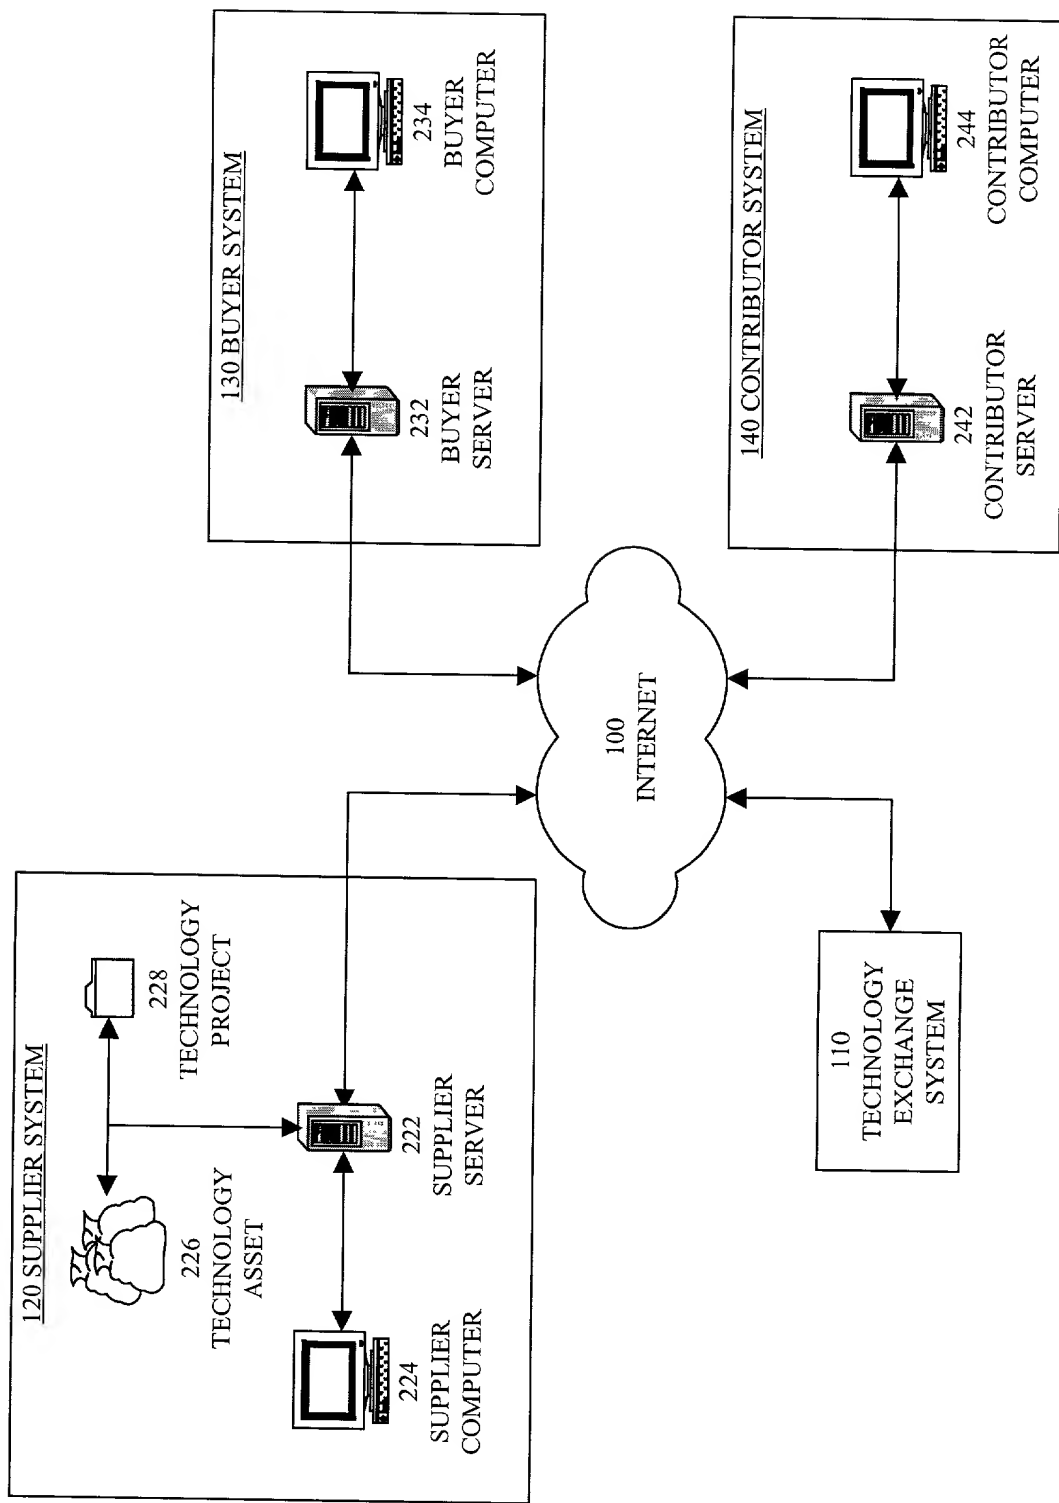 120 SUPPLIER SYSTEM
226
TECHNOLOGY
ASSET
228
TECHNOLOGY
PROJECT
224
SUPPLIER
COMPUTER
222
SUPPLIER
SERVER
130 BUYER SYSTEM
232
BUYER
SERVER
234
BUYER
COMPUTER
100
INTERNET
110
TECHNOLOGY
EXCHANGE
SYSTEM
140 CONTRIBUTOR SYSTEM
242
CONTRIBUTOR
SERVER
244
CONTRIBUTOR
COMPUTER